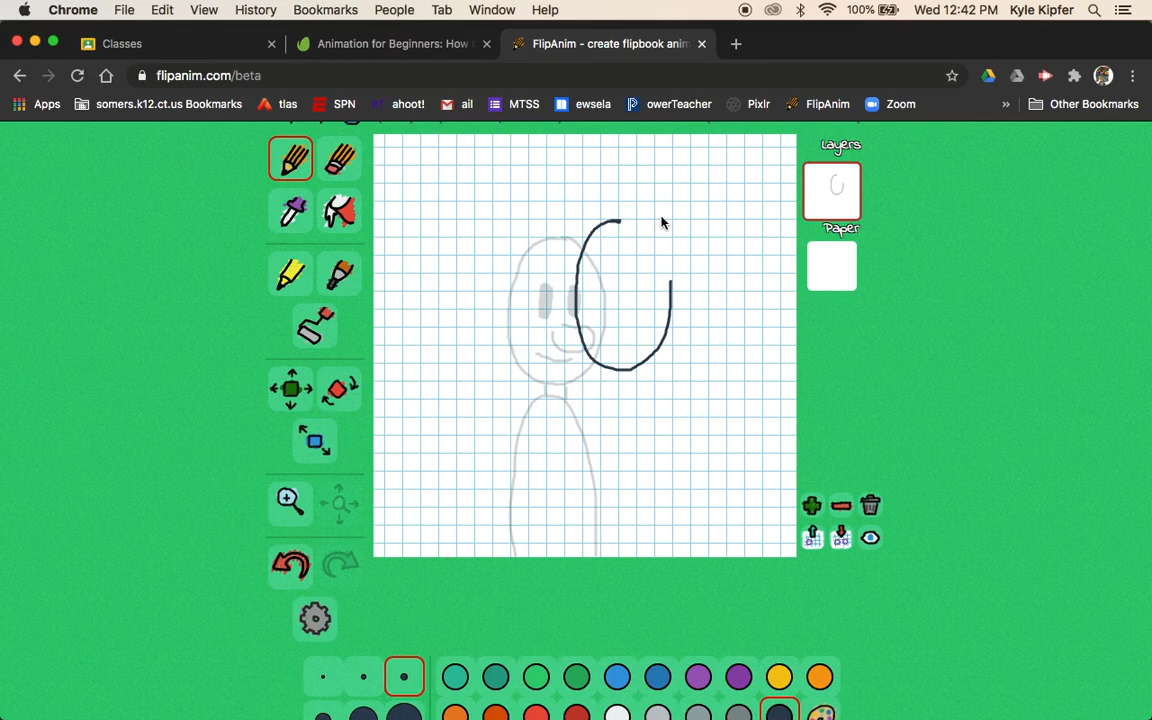 Chrome File Edit View History Bookmarks People Tab Window Help 100% Wed 12:42 PM Kyle Kipfer
Classes Animation for Beginners: How FlipAnim - create flipbook anim
flipanim.com/beta
Apps somers.k12.ct.us Bookmarks tlas SPN ahoot! ail MTSS ewsela owerTeacher Pixlr FlipAnim Zoom » Other Bookmarks
Layers
Paper